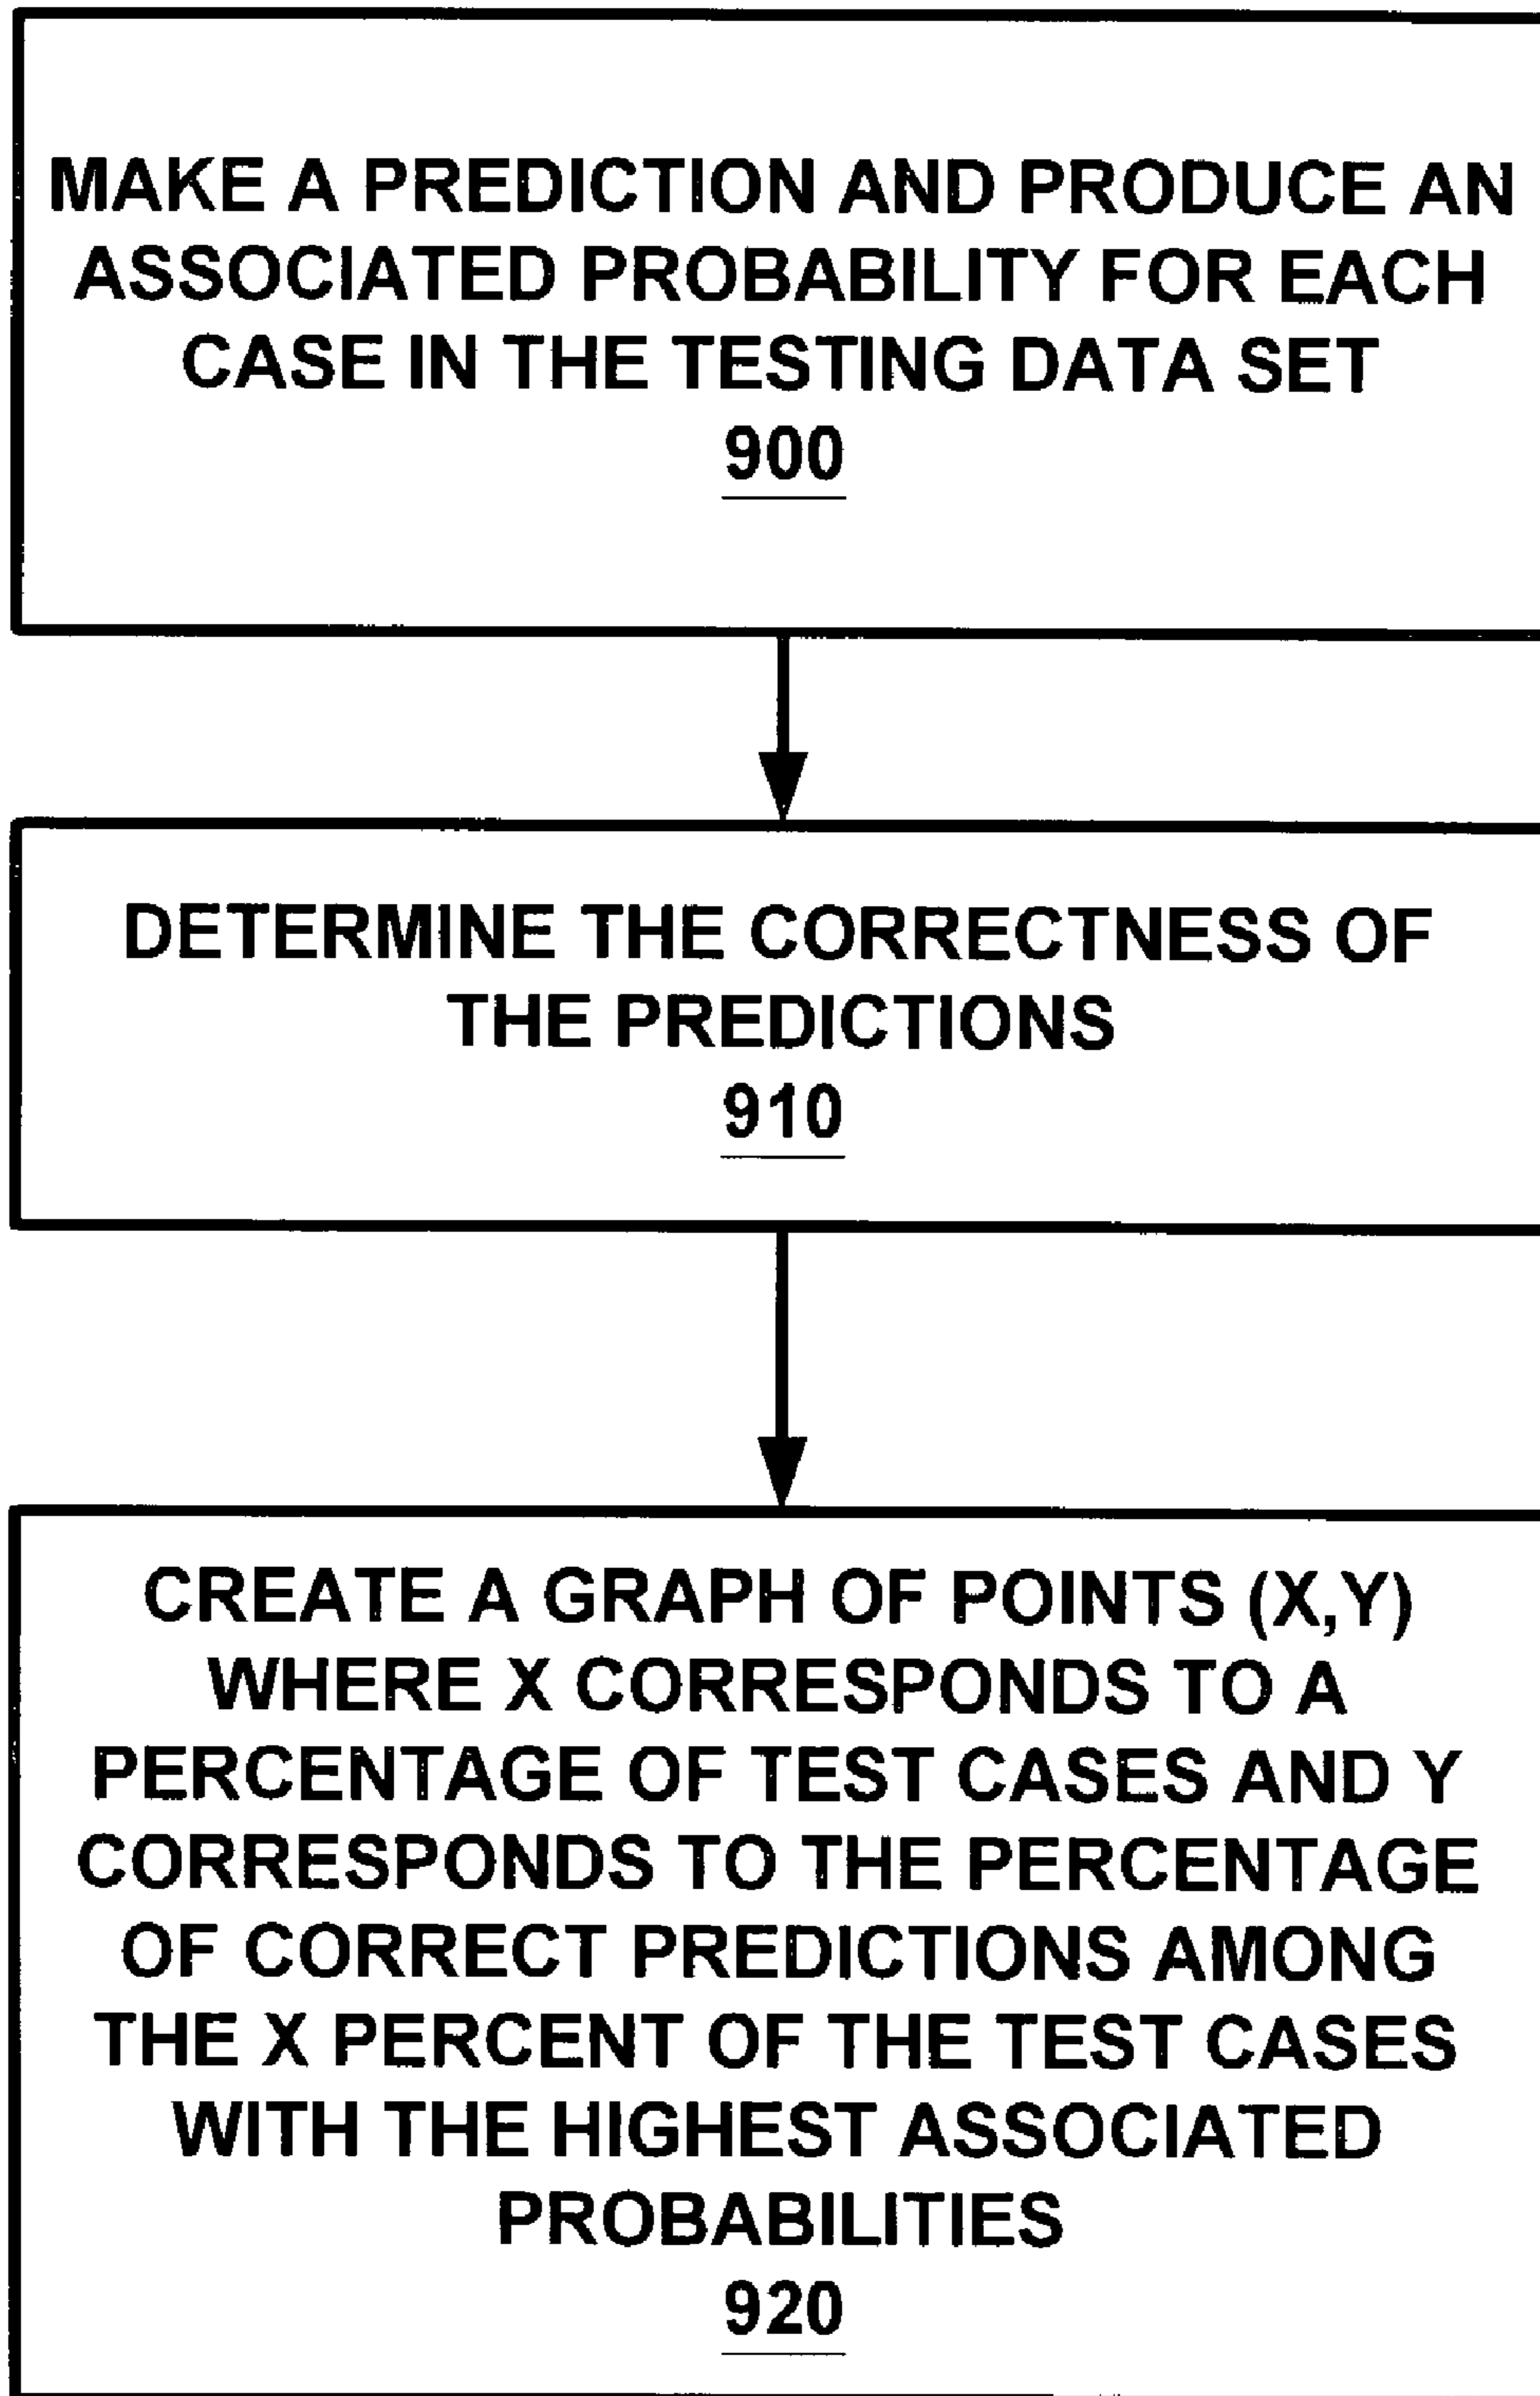 MAKE A PREDICTION AND PRODUCE AN
ASSOCIATED PROBABILITY FOR EACH
CASE IN THE TESTING DATA SET
900
DETERMINE THE CORRECTNESS OF
THE PREDICTIONS
910
CREATE A GRAPH OF POINTS (X,Y)
WHERE X CORRESPONDS TO A
PERCENTAGE OF TEST CASES AND Y
CORRESPONDS TO THE PERCENTAGE
OF CORRECT PREDICTIONS AMONG
THE X PERCENT OF THE TEST CASES
WITH THE HIGHEST ASSOCIATED
PROBABILITIES
920